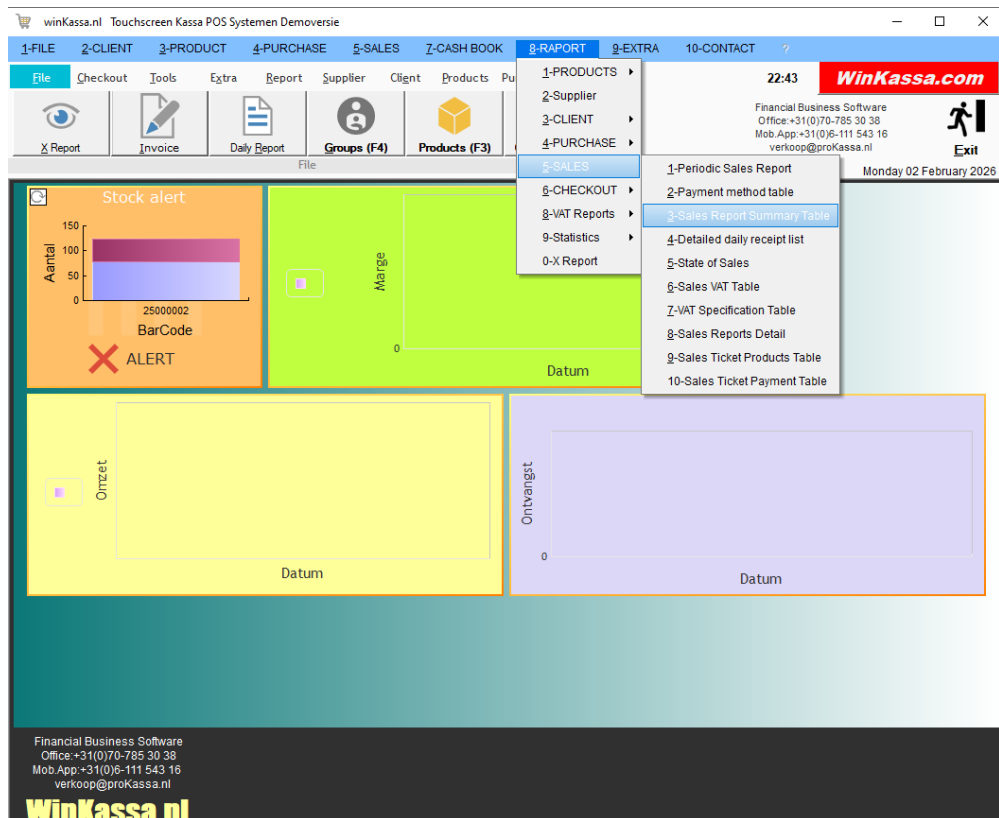 winKassa.nl Touchscreen Kassa POS Systemen Demoversie
1-FILE 2-CLIENT 3-PRODUCT 4-PURCHASE 5-SALES 7-CASH BOOK 8-RAPORT 9-EXTRA 10-CONTACT ?
File Checkout Tools Extra Report Supplier Client Products Pu
22:43
WinKassa.com
X Report
Invoice
Daily Report
Groups (F4)
Products (F3)
File
Financial Business Software
Office:+31(0)70-785 30 38
Mob.App:+31(0)6-111 543 16
verkoop@proKassa.nl
Exit
Monday 02 February 2026
1-PRODUCTS
2-Supplier
3-CLIENT
4-PURCHASE
5-SALES
6-CHECKOUT
8-VAT Reports
9-Statistics
0-X Report
1-Periodic Sales Report
2-Payment method table
3-Sales Report Summary Table
4-Detailed daily receipt list
5-State of Sales
6-Sales VAT Table
7-VAT Specification Table
8-Sales Reports Detail
9-Sales Ticket Products Table
10-Sales Ticket Payment Table
Stock alert
150
100
50
0
Aantal
25000002
BarCode
ALERT
Marge
0
Datum
Omzet
Datum
Ontvangst
0
Datum
Financial Business Software
Office:+31(0)70-785 30 38
Mob.App:+31(0)6-111 543 16
verkoop@proKassa.nl
WinKassa.nl